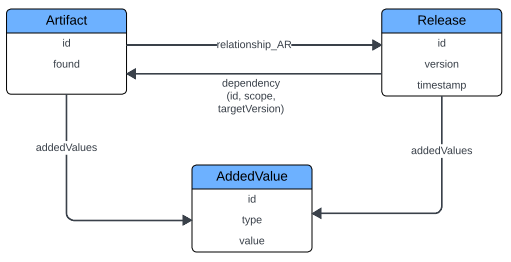 Artifact
id
found
relationship_AR
dependency
(id, scope,
targetVersion)
Release
id
version
timestamp
addedValues
addedValues
AddedValue
id
type
value